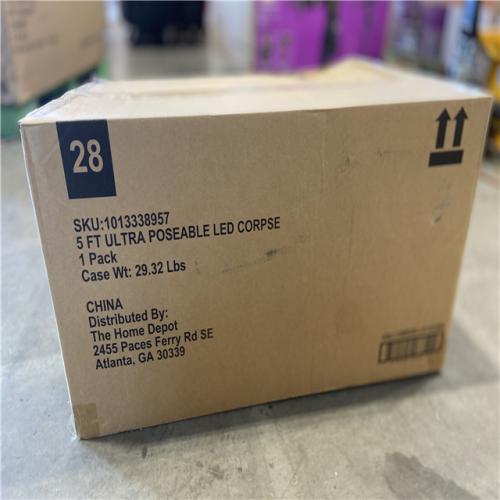 28
SKU:1013338957
5 FT ULTRA POSEABLE LED CORPSE
1 Pack
Case Wt: 29.32 Lbs
CHINA
Distributed By:
The Home Depot
2455 Paces Ferry Rd SE
Atlanta, GA 30339